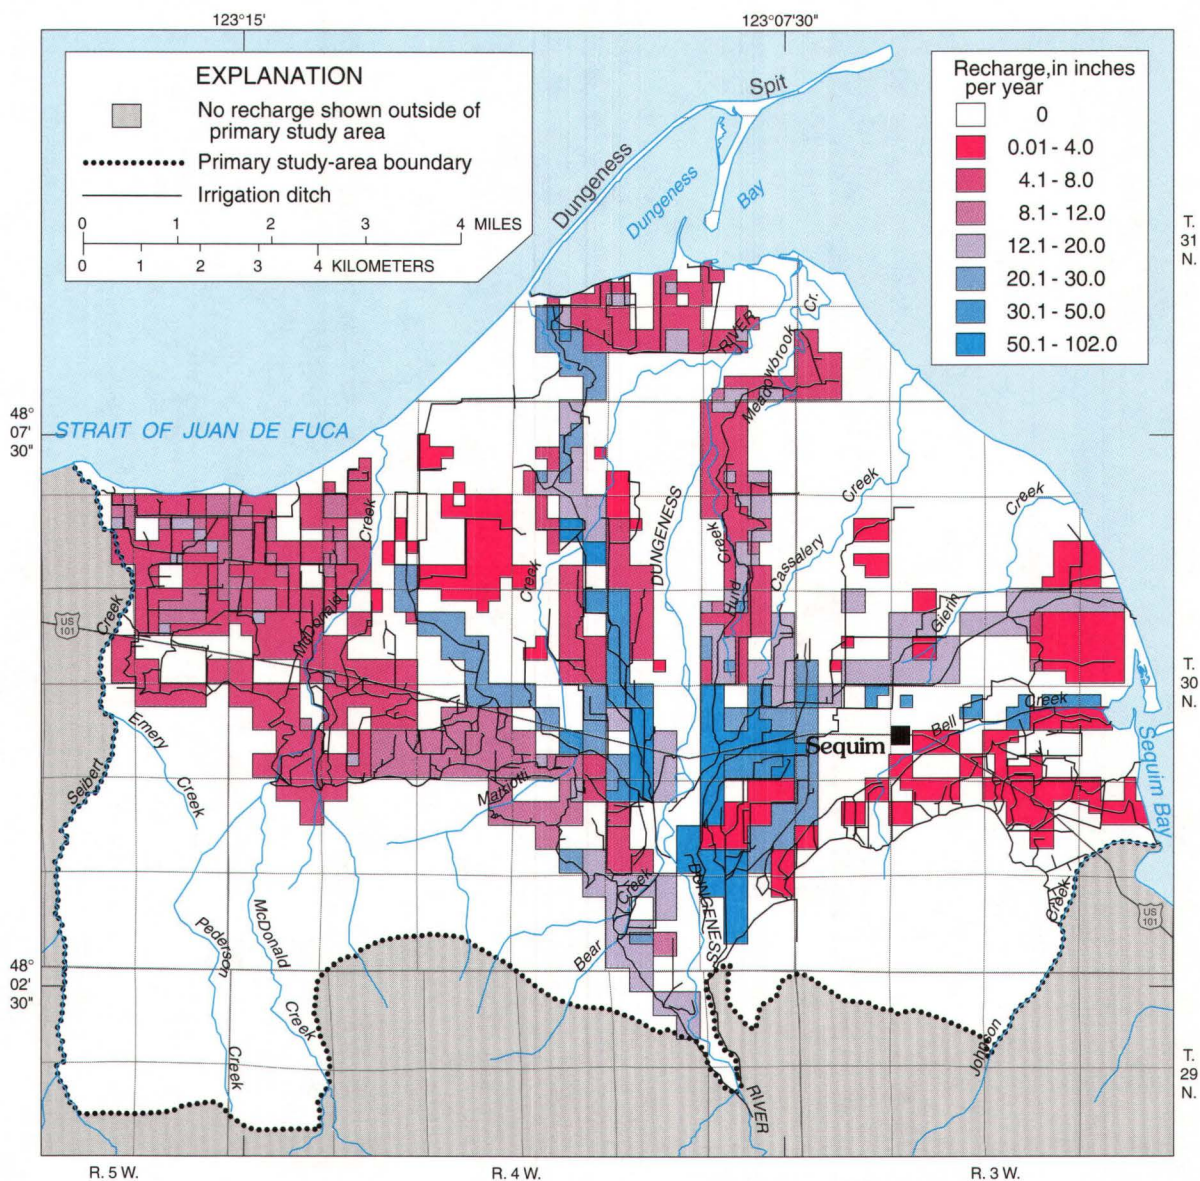 123°15'
123°07'30"
EXPLANATION
No recharge shown outside of
primary study area
Primary study-area boundary
Irrigation ditch
0 1 2 3 4 MILES
0 1 2 3 4 KILOMETERS
Recharge,in inches
per year
0
0.01 - 4.0
4.1 - 8.0
8.1 - 12.0
12.1 - 20.0
20.1 - 30.0
30.1 - 50.0
50.1 - 102.0
Dungeness
Spit
Dungeness
Bay
T.
31
N.
RIVER
Meadowbrook
Cr.
48°
07'
30"
STRAIT OF JUAN DE FUCA
Creek
DUNGENESS
Creek
Creek
Creek
Creek
Hurd
Cassalery
Gierin
US
101
Creek
McDonald
T.
30
N.
Emery
Creek
Seibert
Matriotti
Sequim
Bell
Creek
Sequim Bay
Creek
Bear
DUNGENESS
Creek
US
101
Pederson
McDonald
Creek
Creek
48°
02'
30"
Johnson
RIVER
T.
29
N.
R. 5 W.
R. 4 W.
R. 3 W.